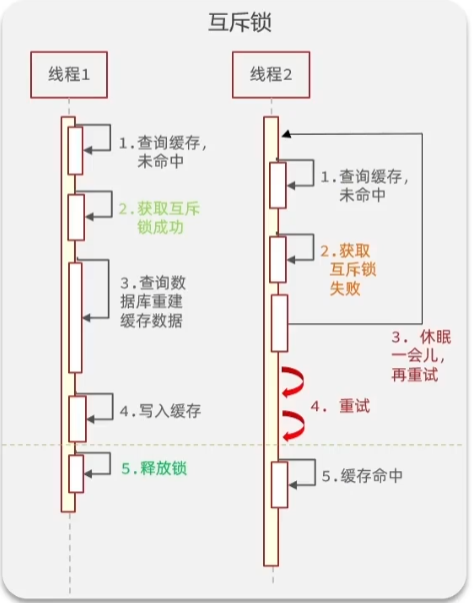 互斥锁
线程1
线程2
1.查询缓存，
未命中
2.获取互斥
锁成功
3.查询数
据库重建
缓存数据
4.写入缓存
5.释放锁
1.查询缓存，
未命中
2.获取
互斥锁
失败
3. 休眠
一会儿，
再重试
4. 重试
5.缓存命中